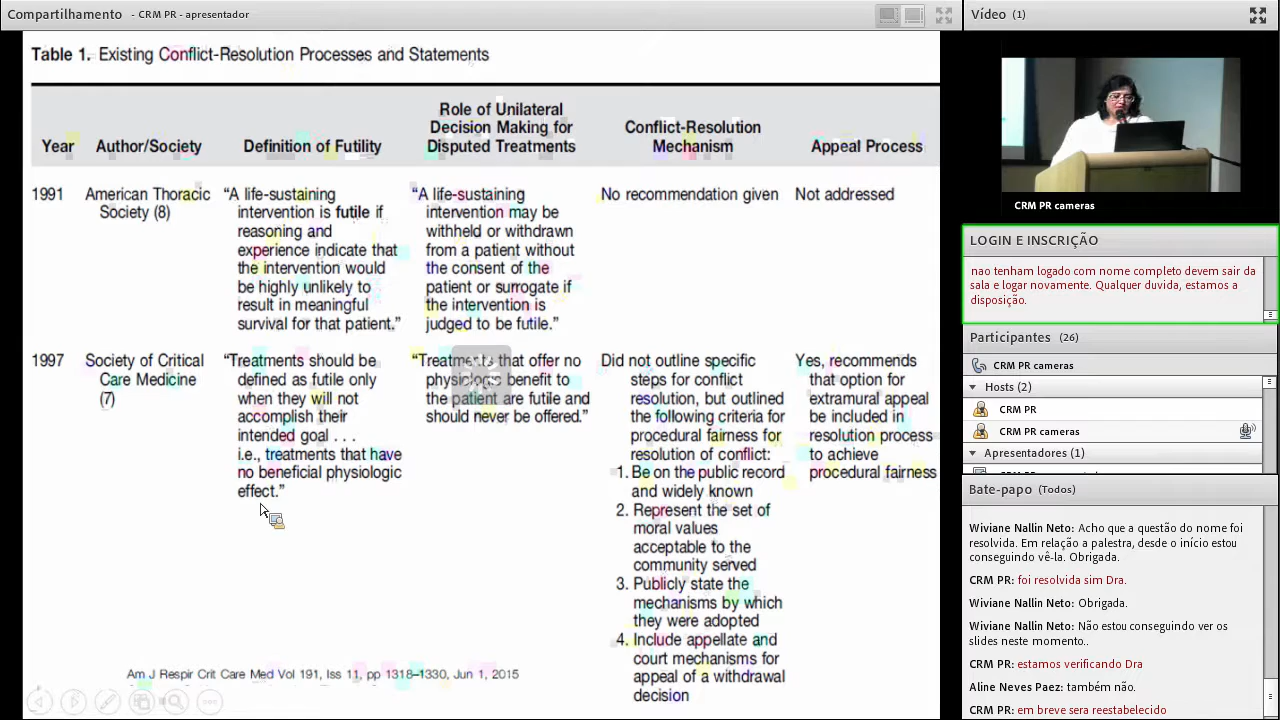 Compartilhamento - CRM PR - apresentador
Table 1. Existing Conflict-Resolution Processes and Statements
Year
Author/Society
Definition of Futility
Role of Unilateral
Decision Making for
Disputed Treatments
Conflict-Resolution
Mechanism
Appeal Process
1991
American Thoracic
Society (8)
“A life-sustaining
intervention is futile if
reasoning and
experience indicate that
the intervention would
be highly unlikely to
result in meaningful
survival for that patient.”
“A life-sustaining
intervention may be
withheld or withdrawn
from a patient without
the consent of the
patient or surrogate if
the intervention is
judged to be futile.”
No recommendation given
Not addressed
1997
Society of Critical
Care Medicine
(7)
“Treatments should be
defined as futile only
when they will not
accomplish their
intended goal . . .
i.e., treatments that have
no beneficial physiologic
effect.”
“Treatments that offer no
physiologic benefit to
the patient are futile and
should never be offered.”
Did not outline specific
steps for conflict
resolution, but outlined
the following criteria for
procedural fairness for
resolution of conflict:
1. Be on the public record
and widely known
2. Represent the set of
moral values
acceptable to the
community served
3. Publicly state the
mechanisms by which
they were adopted
4. Include appellate and
court mechanisms for
appeal of a withdrawal
decision
Yes, recommends
that option for
extramural appeal
be included in
resolution process
to achieve
procedural fairness
Am J Respir Crit Care Med Vol 191, Iss 11, pp 1318–1330, Jun 1, 2015
Vídeo (1)
CRM PR cameras
LOGIN E INSCRIÇÃO
nao tenham logado com nome completo devem sair da
sala e logar novamente. Qualquer duvida, estamos a
disposição.
Participantes (26)
CRM PR cameras
Hosts (2)
CRM PR
CRM PR cameras
Apresentadores (1)
Bate-papo (Todos)
Wiviane Nallin Neto: Acho que a questão do nome foi
resolvida. Em relação a palestra, desde o início estou
conseguindo vê-la. Obrigada.
CRM PR: foi resolvida sim Dra.
Wiviane Nallin Neto: Obrigada.
Wiviane Nallin Neto: Não estou conseguindo ver os
slides neste momento..
CRM PR: estamos verificando Dra
Aline Neves Paez: também não.
CRM PR: em breve sera reestabelecido